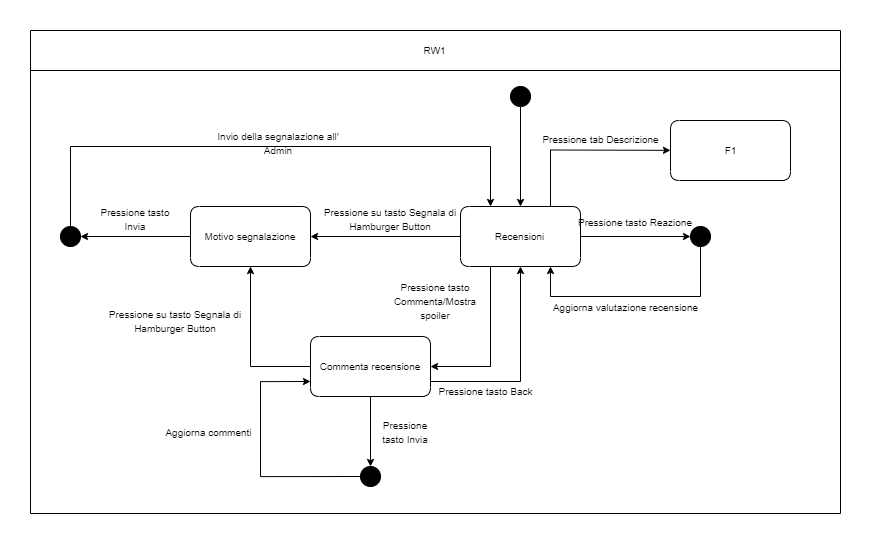 RW1
Invio della segnalazione all'
Admin
Pressione tab Descrizione
F1
Pressione tasto
Invia
Motivo segnalazione
Pressione su tasto Segnala di
Hamburger Button
Recensioni
Pressione tasto Reazione
Pressione tasto
Commenta/Mostra
spoiler
Aggiorna valutazione recensione
Pressione su tasto Segnala di
Hamburger Button
Commenta recensione
Pressione tasto Back
Aggiorna commenti
Pressione
tasto Invia